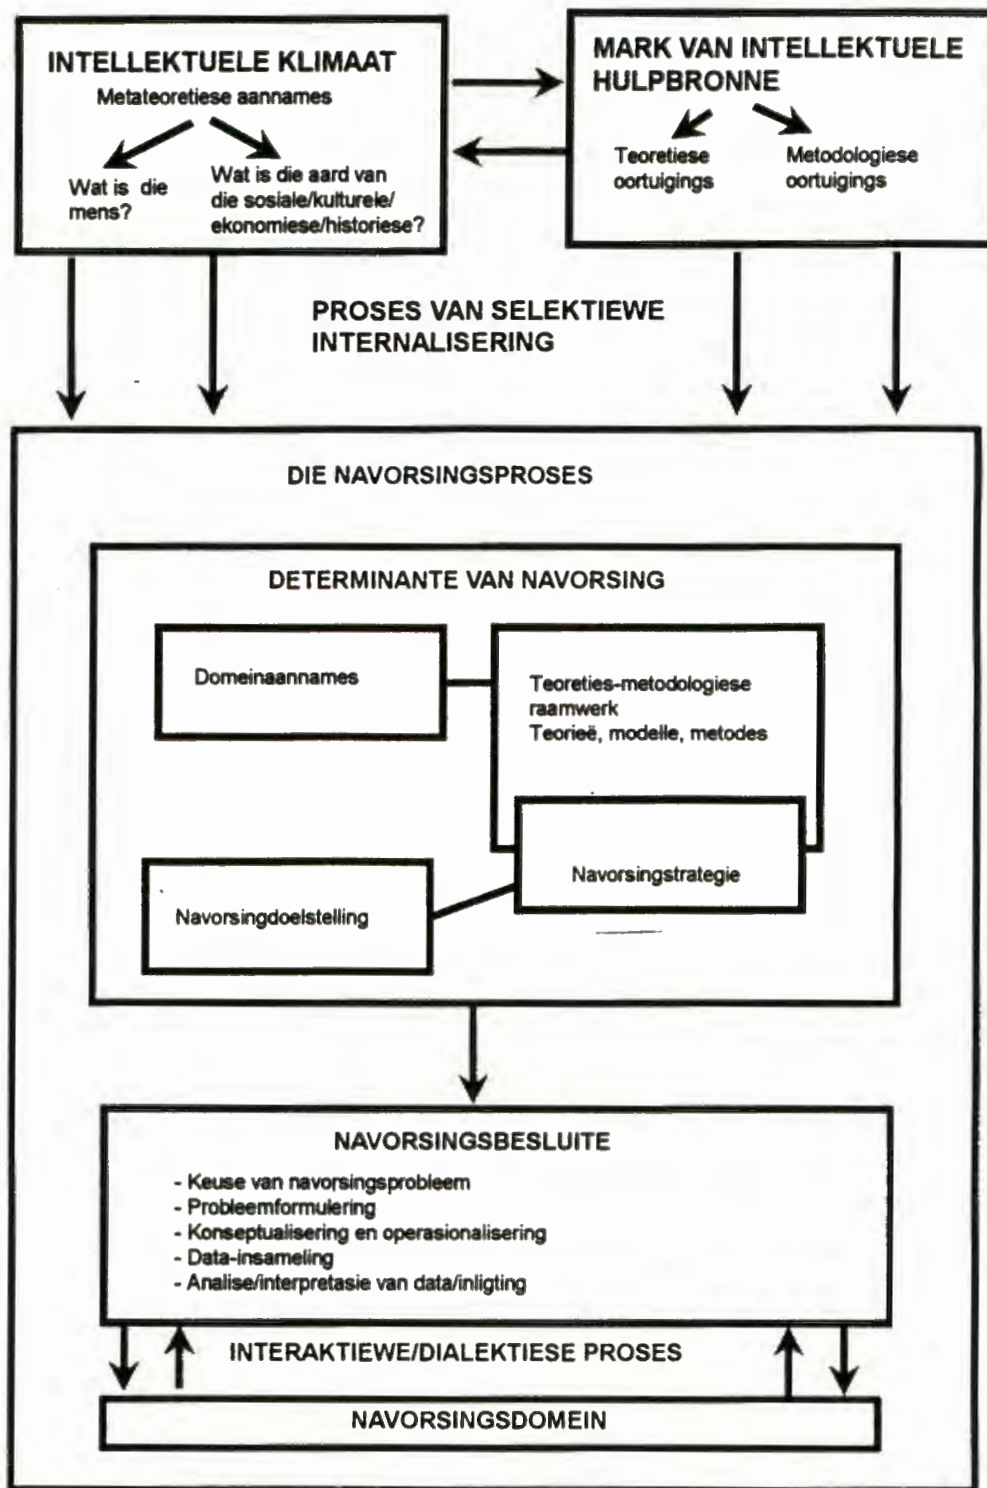 INTELLEKTUELE KLIMAAT
Metateoretiese aannames
Wat is die
mens?
Wat is die aard van
die sosiale/kulturele/
ekonomiese/historiese?
MARK VAN INTELLEKTUELE
HULPBRONNE
Teoretiese
oortuigings
Metodologiese
oortuigings
PROSES VAN SELEKTIEWE
INTERNALISERING
DIE NAVORSINGSPROSES
DETERMINANTE VAN NAVORSING
Domeinaannames
Teoreties-metodologiese
raamwerk
Teorieë, modelle, metodes
Navorsingstrategie
Navorsingdoelstelling
NAVORSINGSBESLUITE
- Keuse van navorsingsprobleem
- Probleemformulering
- Konseptualisering en operasionalisering
- Data-insameling
- Analise/interpretasie van data/inligting
INTERAKTIEWE/DIALEKTIESE PROSES
NAVORSINGSDOMEIN